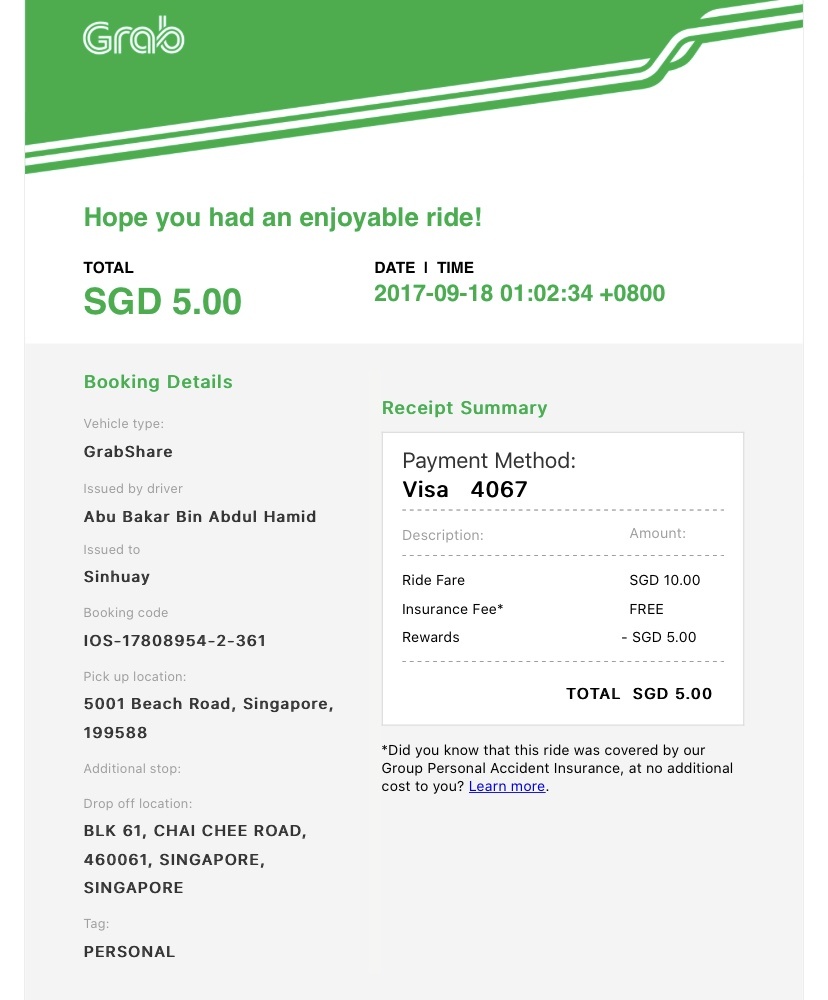 Grab
Hope you had an enjoyable ride!
TOTAL
SGD 5.00
DATE | TIME
2017-09-18 01:02:34 +0800
Booking Details
Vehicle type:
GrabShare
Issued by driver
Abu Bakar Bin Abdul Hamid
Issued to
Sinhuay
Booking code
IOS-17808954-2-361
Pick up location:
5001 Beach Road, Singapore,
199588
Additional stop:
Drop off location:
BLK 61, CHAI CHEE ROAD,
460061, SINGAPORE,
SINGAPORE
Tag:
PERSONAL
Receipt Summary
Payment Method:
Visa 4067
Description: Amount:
Ride Fare SGD 10.00
Insurance Fee* FREE
Rewards - SGD 5.00
TOTAL SGD 5.00
*Did you know that this ride was covered by our
Group Personal Accident Insurance, at no additional
cost to you? Learn more.